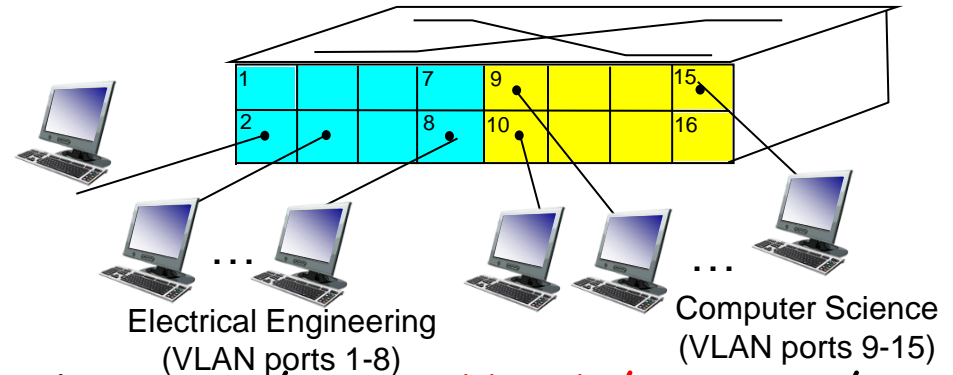 1 7 9 15
2 8 10 16
... ...
Electrical Engineering
(VLAN ports 1-8)
Computer Science
(VLAN ports 9-15)